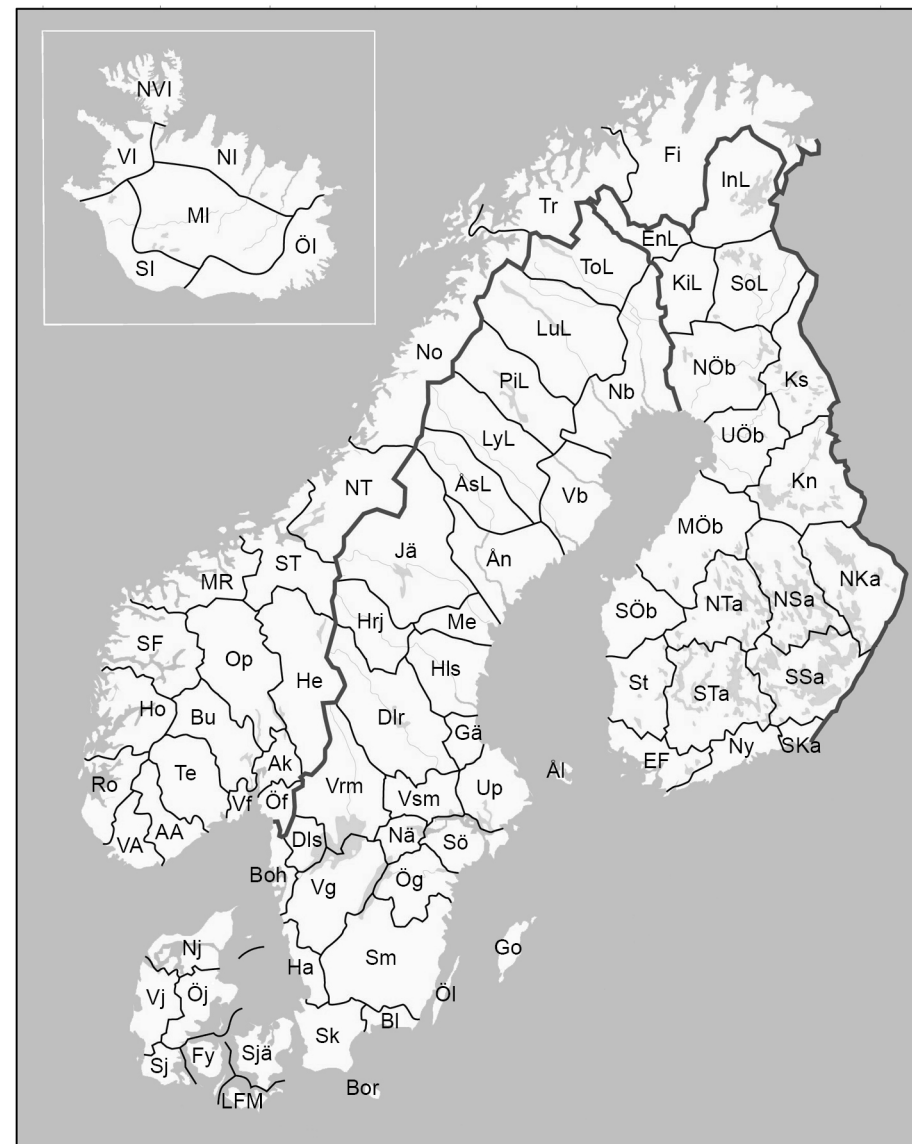 NVI
VI
NI
MI
SI
Öl
Fi
InL
Tr
EnL
ToL
KiL
SoL
LuL
No
PiL
Nb
NÖb
Ks
LyL
UÖb
ÅsL
Vb
Kn
NT
MÖb
Jä
Ån
ST
MR
NKa
NTa
NSa
SÖb
Hrj
Me
SF
Op
He
Hls
St
STa
SSa
Ho
Bu
Dlr
Gä
EF
Ny
SKa
Ro
Te
Ak
Vf
Öf
Vrm
Vsm
Up
Ål
VA
AA
Dls
Nä
Sö
Boh
Vg
Ög
Nj
Ha
Sm
Go
Vj
Öj
Öl
Sk
Bl
Sj
Fy
Sjä
LFM
Bor